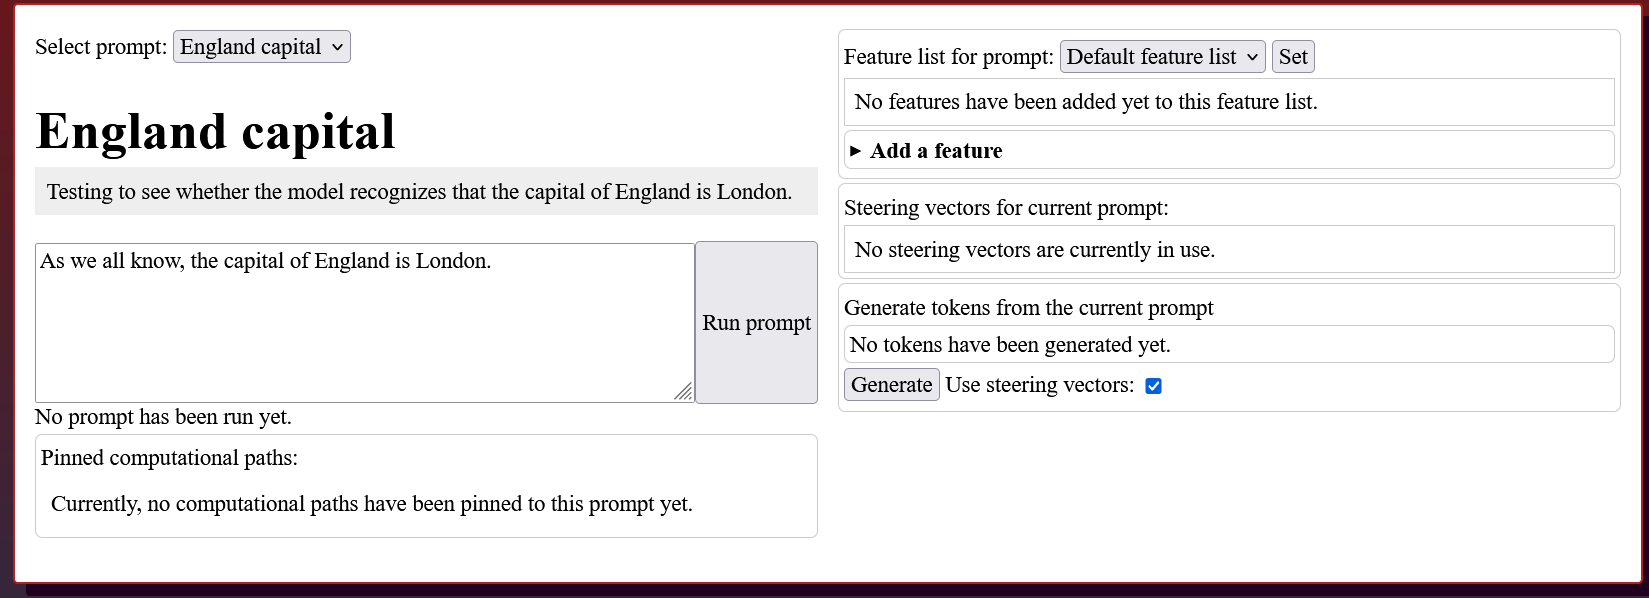 Select prompt: England capital
England capital
Testing to see whether the model recognizes that the capital of England is London.
As we all know, the capital of England is London.
Run prompt
No prompt has been run yet.
Pinned computational paths:
Currently, no computational paths have been pinned to this prompt yet.
Feature list for prompt: Default feature list Set
No features have been added yet to this feature list.
Add a feature
Steering vectors for current prompt:
No steering vectors are currently in use.
Generate tokens from the current prompt
No tokens have been generated yet.
Generate Use steering vectors: